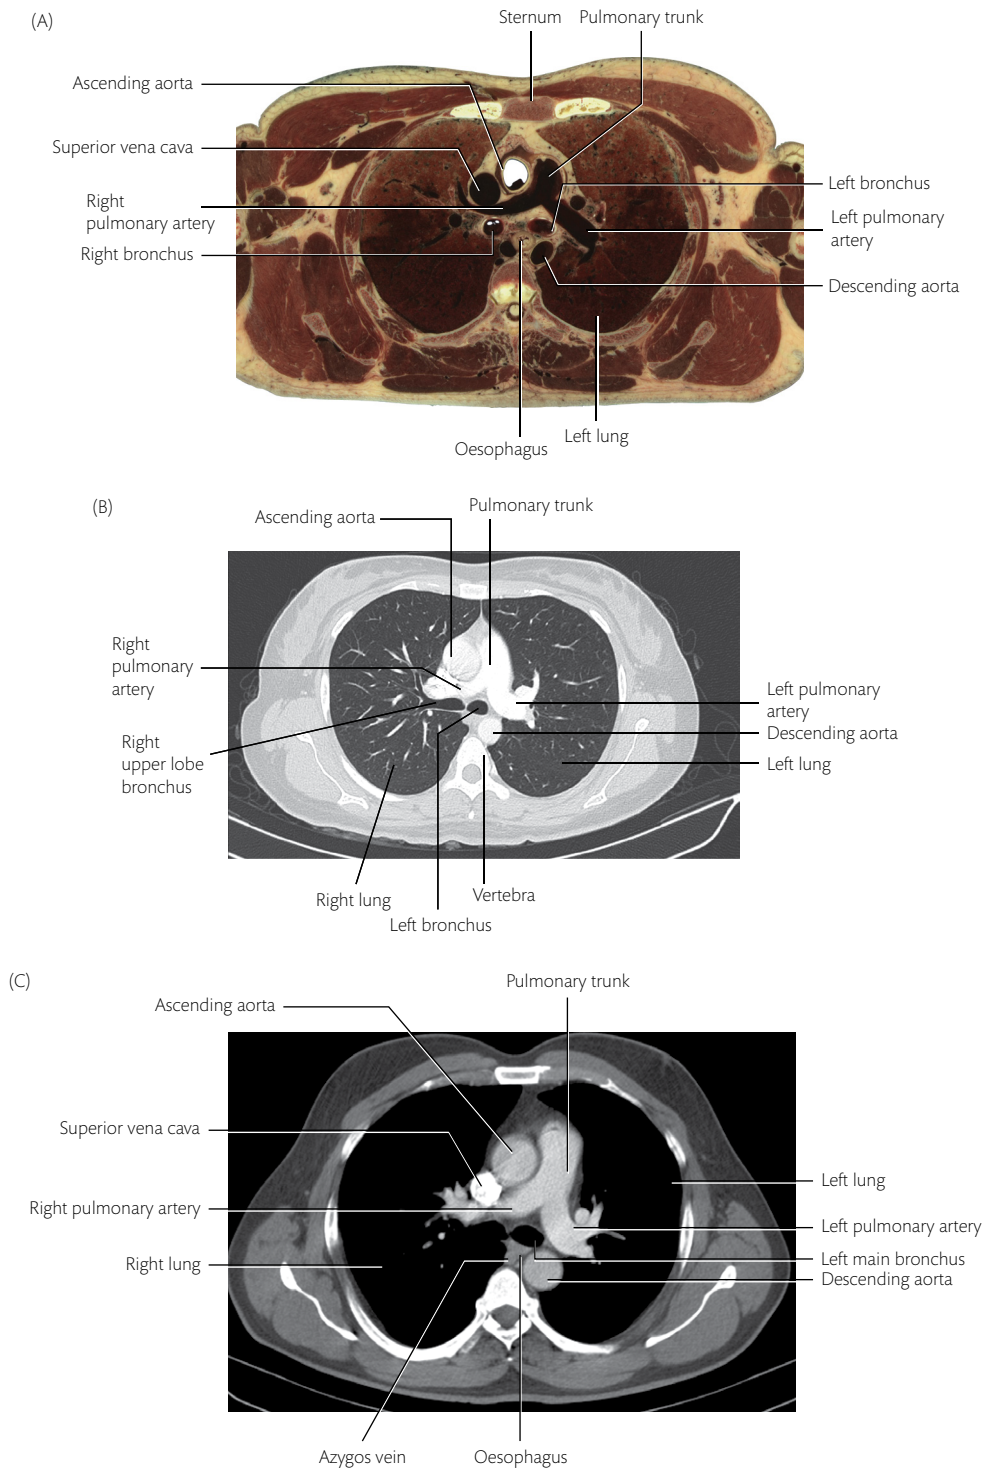 (A)
Sternum
Pulmonary trunk
Ascending aorta
Superior vena cava
Right
pulmonary artery
Right bronchus
Left bronchus
Left pulmonary
artery
Descending aorta
Oesophagus
Left lung
(B)
Ascending aorta
Pulmonary trunk
Right
pulmonary
artery
Right
upper lobe
bronchus
Left pulmonary
artery
Descending aorta
Left lung
Right lung
Vertebra
Left bronchus
(C)
Pulmonary trunk
Ascending aorta
Superior vena cava
Right pulmonary artery
Right lung
Left lung
Left pulmonary artery
Left main bronchus
Descending aorta
Azygos vein
Oesophagus